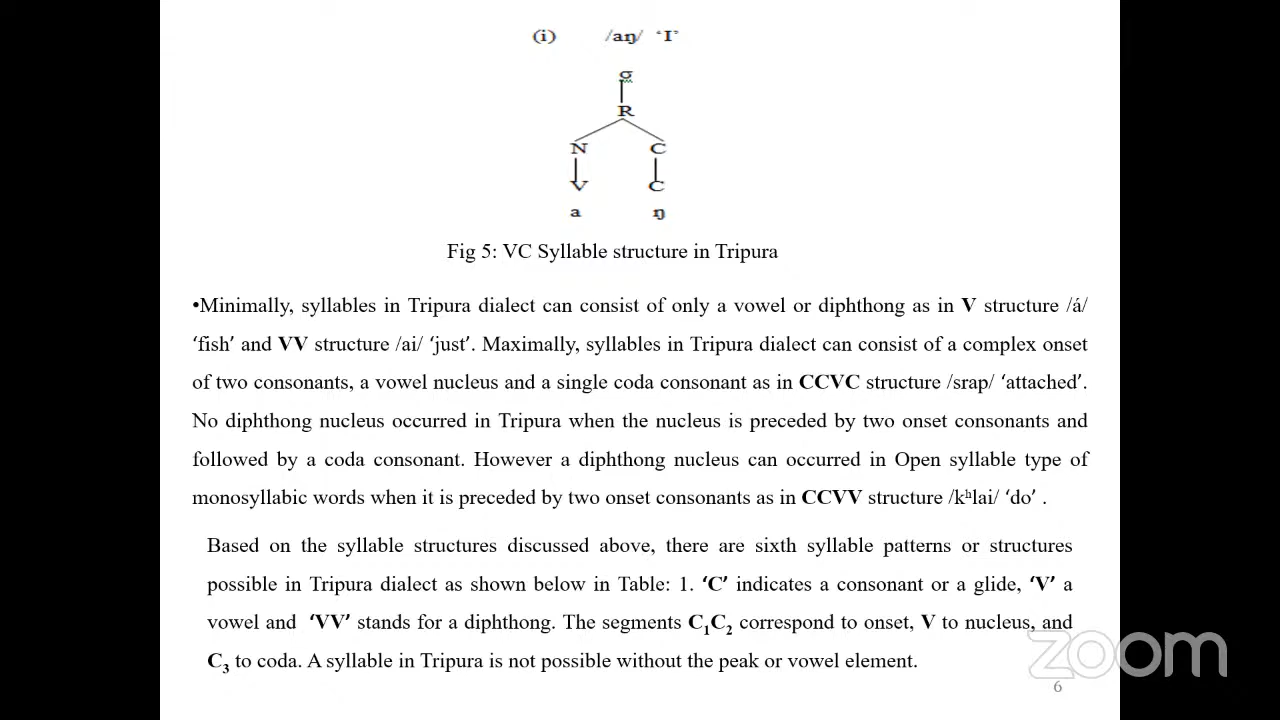 (i) /aŋ/ ‘I’
σ
R
N C
V C
a ŋ
Fig 5: VC Syllable structure in Tripura
•Minimally, syllables in Tripura dialect can consist of only a vowel or diphthong as in V structure /á/
‘fish’ and VV structure /ai/ ‘just’. Maximally, syllables in Tripura dialect can consist of a complex onset
of two consonants, a vowel nucleus and a single coda consonant as in CCVC structure /srap/ ‘attached’.
No diphthong nucleus occurred in Tripura when the nucleus is preceded by two onset consonants and
followed by a coda consonant. However a diphthong nucleus can occurred in Open syllable type of
monosyllabic words when it is preceded by two onset consonants as in CCVV structure /kʰlai/ ‘do’ .
Based on the syllable structures discussed above, there are sixth syllable patterns or structures
possible in Tripura dialect as shown below in Table: 1. ‘C’ indicates a consonant or a glide, ‘V’ a
vowel and ‘VV’ stands for a diphthong. The segments C₁C₂ correspond to onset, V to nucleus, and
C₃ to coda. A syllable in Tripura is not possible without the peak or vowel element.
zoom
6